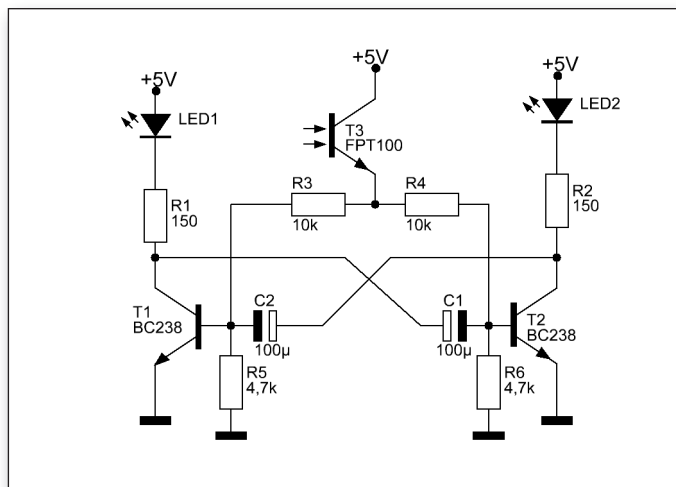 +5V
+5V
+5V
LED1
LED2
T3
FPT100
R3
10k
R4
10k
R1
150
R2
150
T1
BC238
C2
100µ
C1
100µ
T2
BC238
R5
4,7k
R6
4,7k